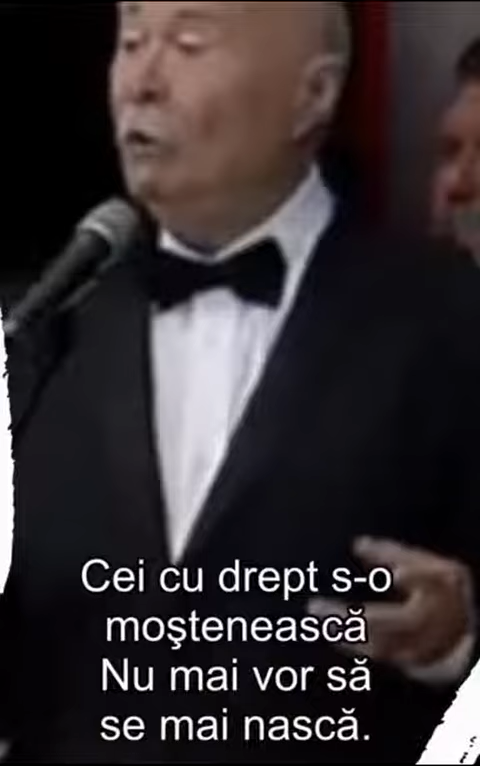 Cei cu drept s-o
moştenească
Nu mai vor să
se mai nască.